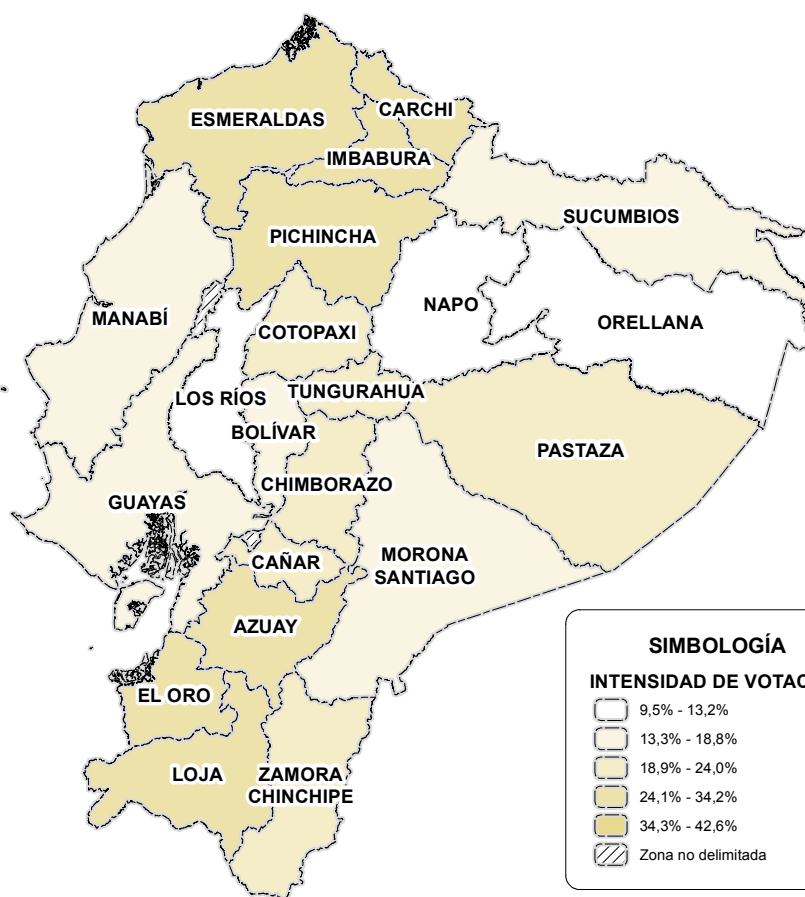 CARCHI
ESMERALDAS
IMBABURA
SUCUMBIOS
PICHINCHA
NAPO
ORELLANA
MANABÍ
COTOPAXI
LOS RÍOS
TUNGURAHUA
BOLÍVAR
PASTAZA
CHIMBORAZO
GUAYAS
CAÑAR
MORONA
SANTIAGO
AZUAY
EL ORO
LOJA
ZAMORA
CHINCHIPE
SIMBOLOGÍA
INTENSIDAD DE VOTAC
9,5% - 13,2%
13,3% - 18,8%
18,9% - 24,0%
24,1% - 34,2%
34,3% - 42,6%
Zona no delimitada